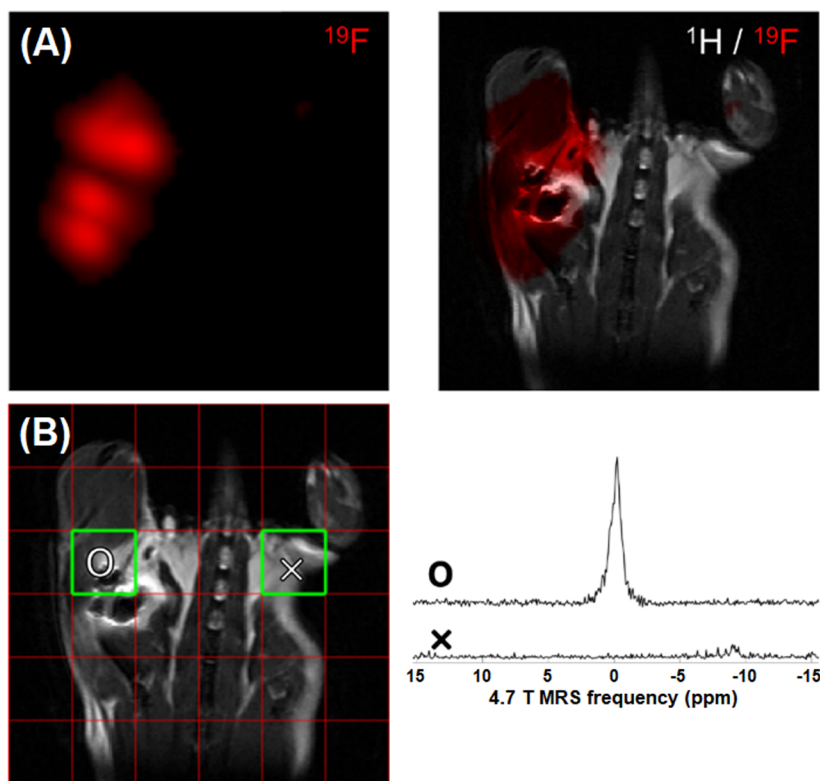 (A)
¹⁹F
¹H / ¹⁹F
(B)
O
×
O
×
15 10 5 0 -5 -10 -15
4.7 T MRS frequency (ppm)